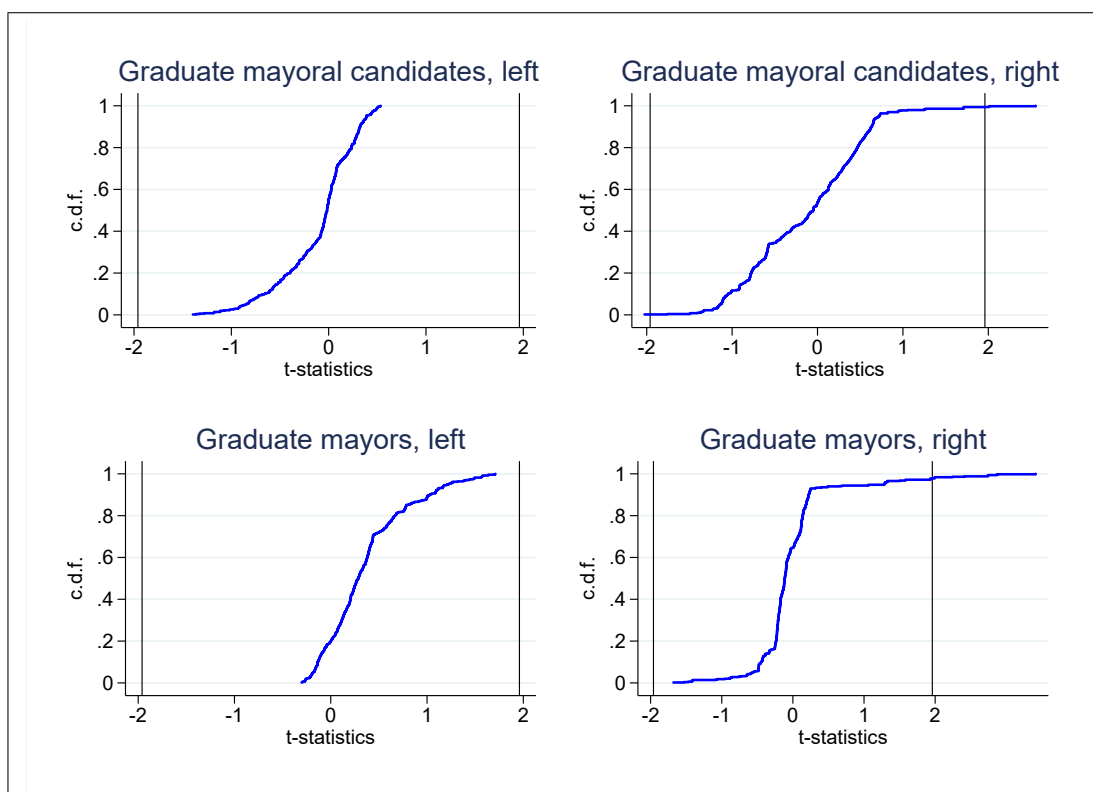 Graduate mayoral candidates, left
1
.8
.6
.4
.2
0
c.d.f.
-2 -1 0 1 2
t-statistics
Graduate mayoral candidates, right
1
.8
.6
.4
.2
0
c.d.f.
-2 -1 0 1 2
t-statistics
Graduate mayors, left
1
.8
.6
.4
.2
0
c.d.f.
-2 -1 0 1 2
t-statistics
Graduate mayors, right
1
.8
.6
.4
.2
0
c.d.f.
-2 -1 0 1 2
t-statistics